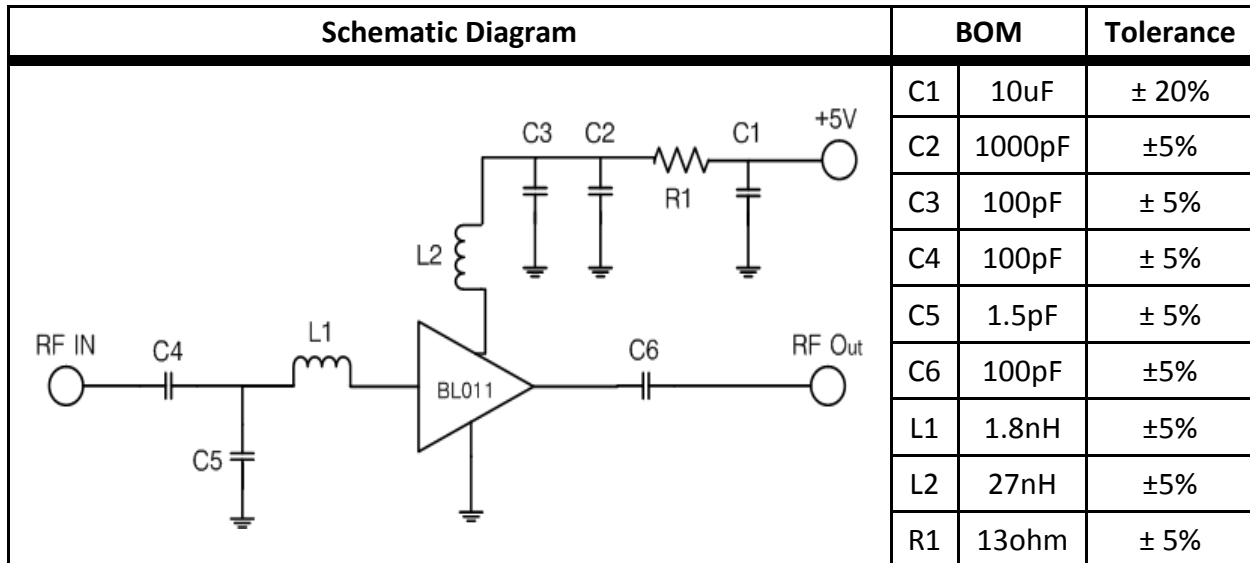 Schematic Diagram BOM Tolerance
C1 10uF ± 20%
C2 1000pF ±5%
C3 100pF ± 5%
C4 100pF ± 5%
C5 1.5pF ± 5%
C6 100pF ±5%
L1 1.8nH ±5%
L2 27nH ±5%
R1 13ohm ± 5%
C3 C2 C1 +5V
R1
L2
RF IN C4 L1 C6 RF Out
BL011
C5